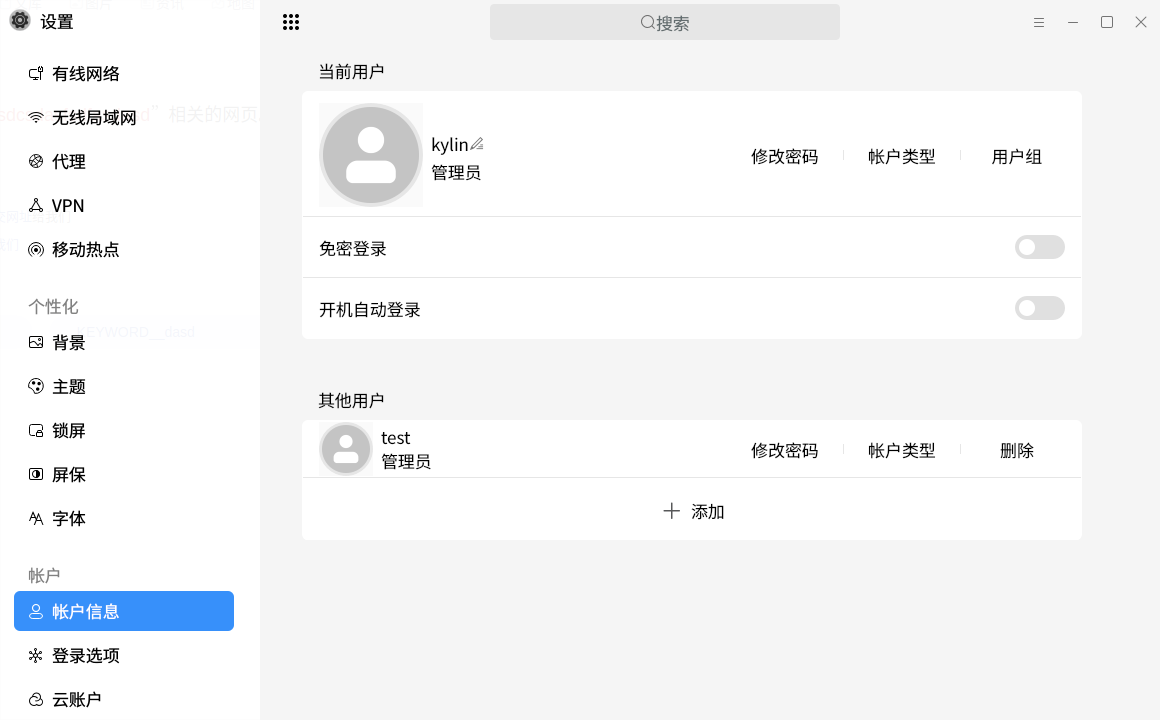 设置
搜索
有线网络
无线局域网
代理
VPN
移动热点
个性化
背景
主题
锁屏
屏保
字体
帐户
帐户信息
登录选项
云账户
当前用户
kylin
管理员
修改密码
帐户类型
用户组
免密登录
开机自动登录
其他用户
test
管理员
修改密码
帐户类型
删除
添加
相关的网页